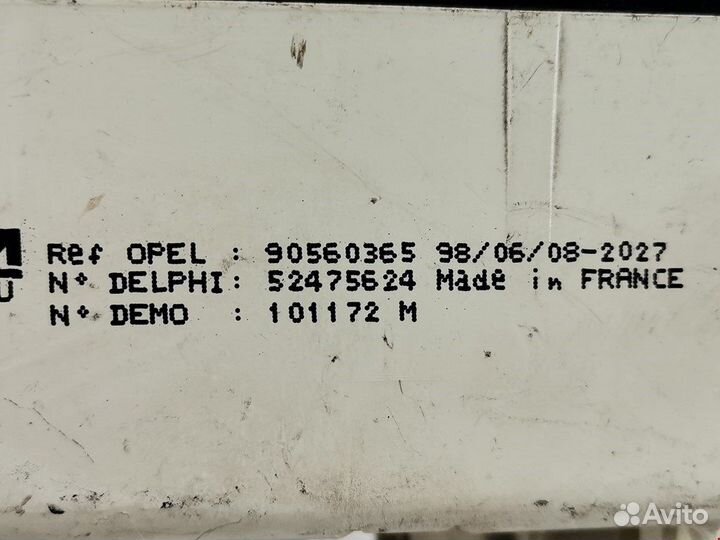 Ref OPEL : 90560365 98/06/08-2027
N° DELPHI: 52475624 Made in FRANCE
N° DEMO : 101172 M
Avito